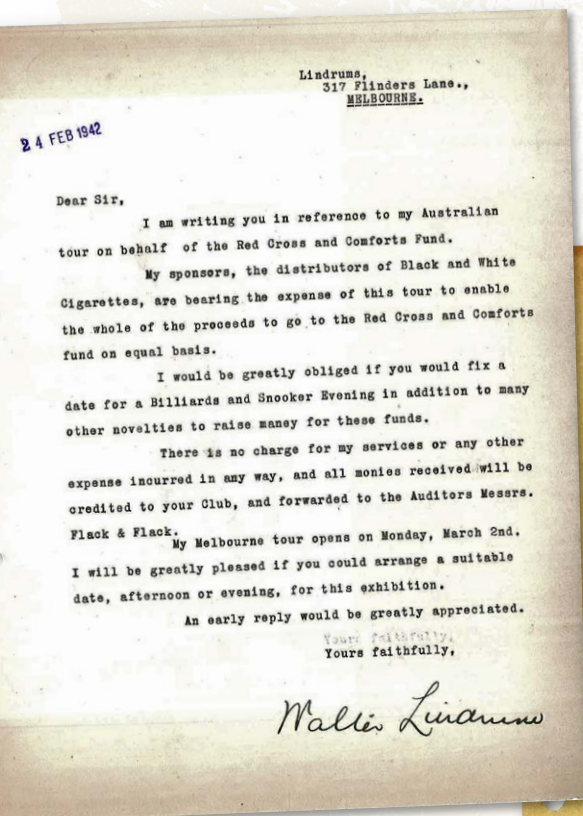 Lindrums,
317 Flinders Lane.,
MELBOURNE.
24 FEB 1942
Dear Sir,
I am writing you in reference to my Australian
tour on behalf of the Red Cross and Comforts Fund.
My sponsors, the distributors of Black and White
Cigarettes, are bearing the expense of this tour to enable
the whole of the proceeds to go to the Red Cross and Comforts
fund on equal basis.
I would be greatly obliged if you would fix a
date for a Billiards and Snooker Evening in addition to many
other novelties to raise maney for these funds.
There is no charge for my services or any other
expense incurred in any way, and all monies received will be
credited to your Club, and forwarded to the Auditors Messrs.
Flack & Flack.
My Melbourne tour opens on Monday, March 2nd.
I will be greatly pleased if you could arrange a suitable
date, afternoon or evening, for this exhibition.
An early reply would be greatly appreciated.
Yours faithfully,
Yours faithfully,
Walter Lindrum